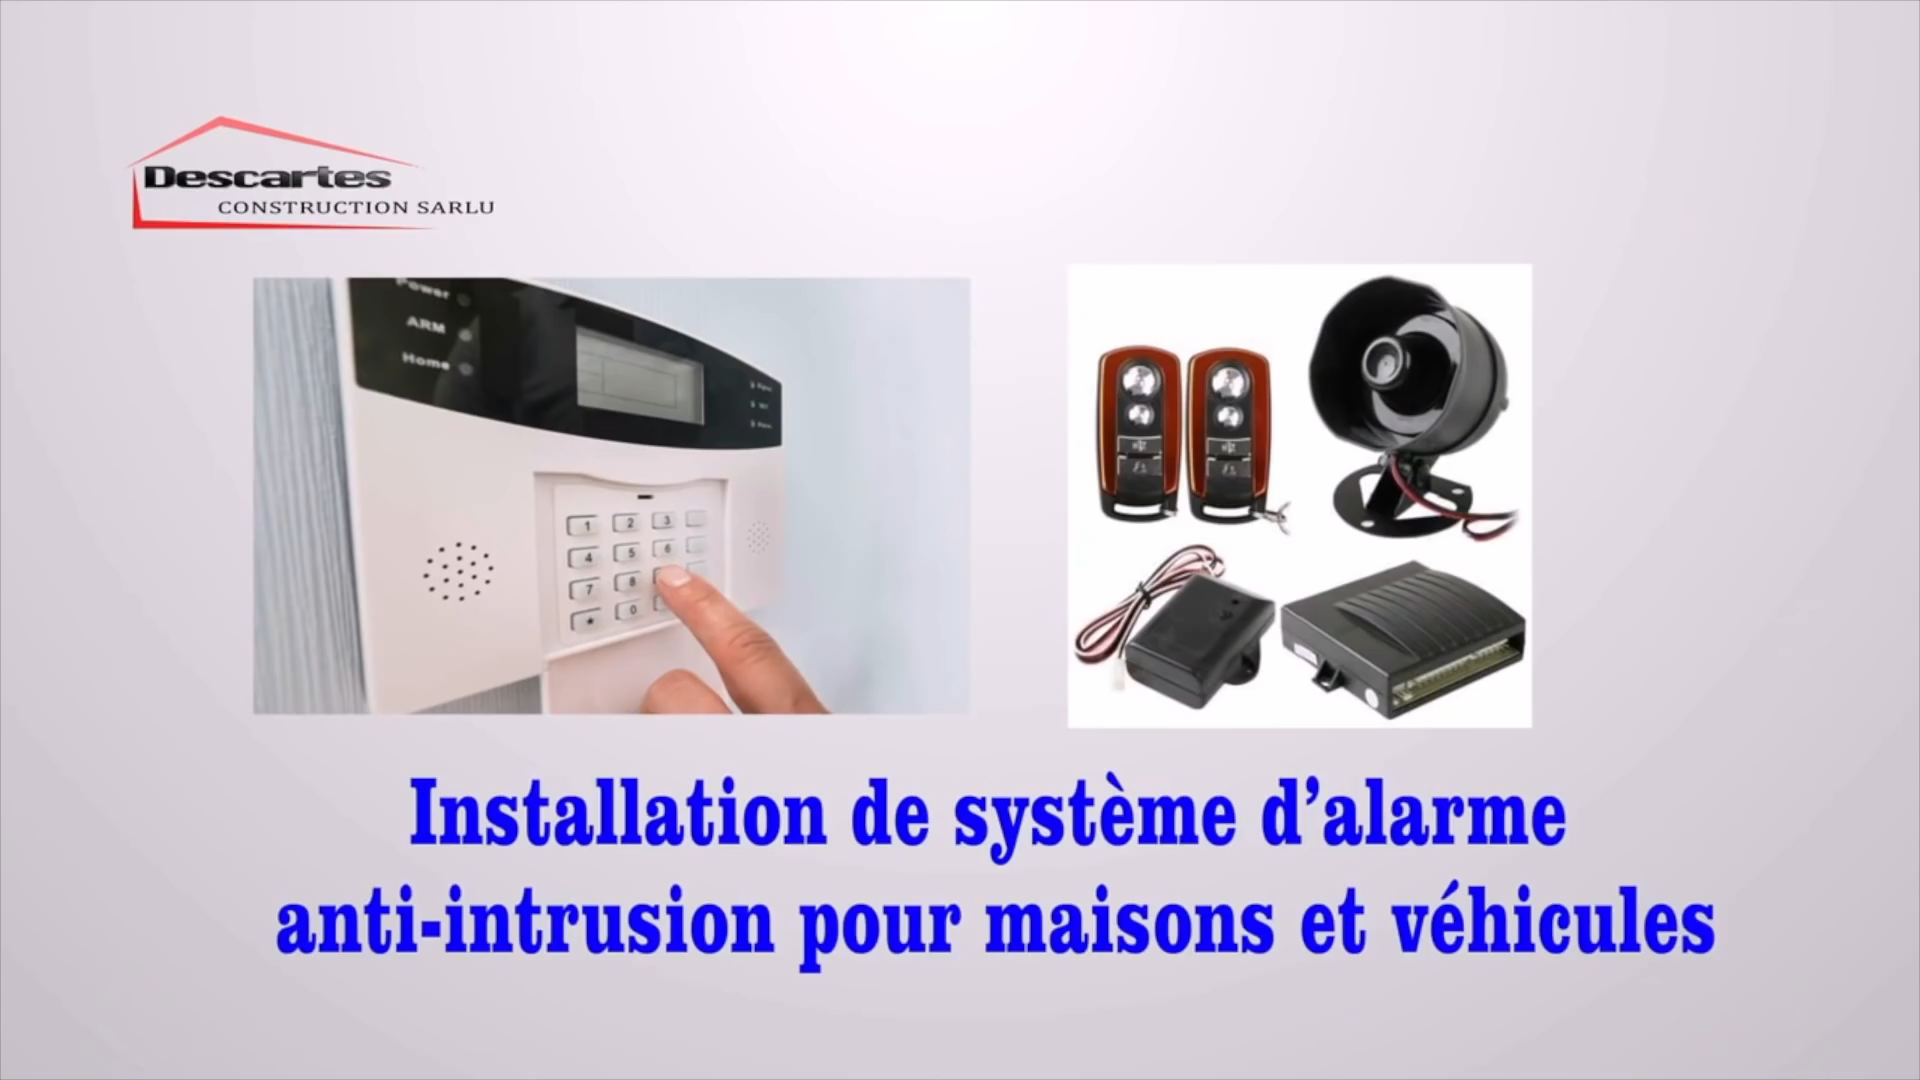 Descartes
CONSTRUCTION SARLU
Power
ARM
Home
1 2 3
4 5 6
7 8
* 0
Installation de système d’alarme
anti-intrusion pour maisons et véhicules